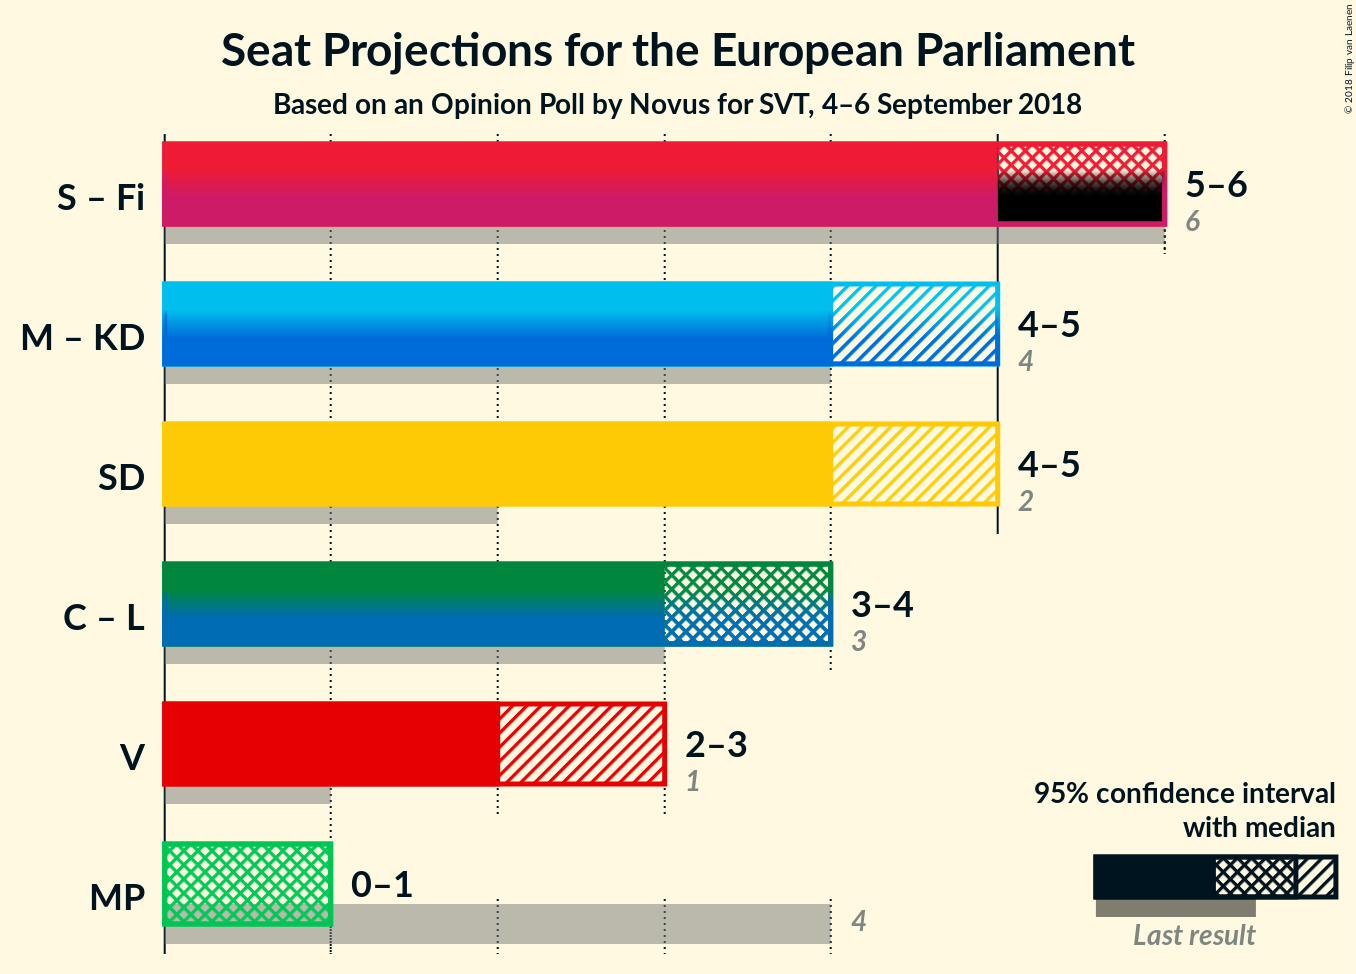 Seat Projections for the European Parliament
Based on an Opinion Poll by Novus for SVT, 4–6 September 2018
© 2018 Filip van Laenen
S – Fi
5–6
6
M – KD
4–5
4
SD
4–5
2
C – L
3–4
3
V
2–3
1
MP
0–1
4
95% confidence interval
with median
Last result